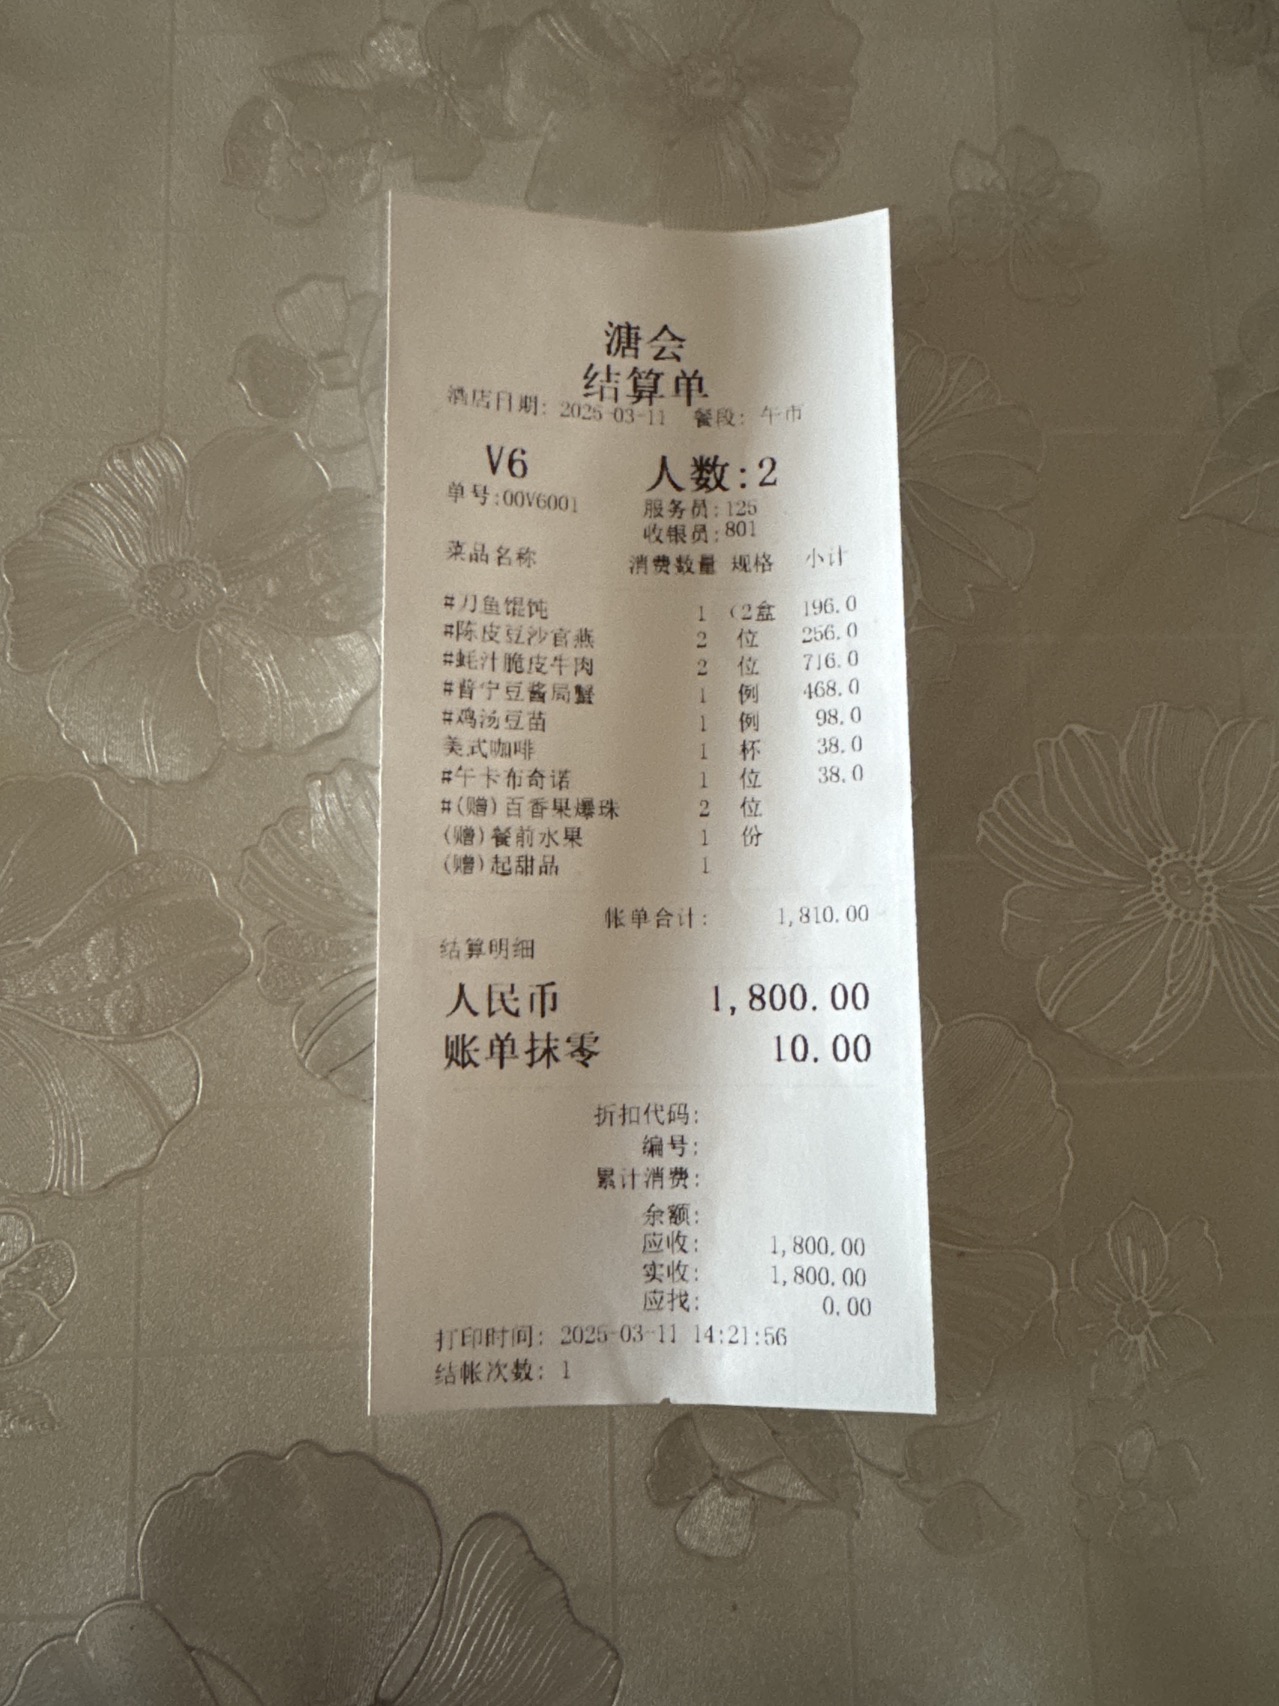 溏会
结算单
酒店日期: 2025-03-11 餐段: 午市
V6 人数:2
单号:00V6001 服务员:125
收银员:801
菜品名称 消费数量 规格 小计
#刀鱼馄饨 1 (2盒 196.0
#陈皮豆沙官燕 2 位 256.0
#蚝汁脆皮牛肉 2 位 716.0
#普宁豆酱局蟹 1 例 468.0
#鸡汤豆苗 1 例 98.0
美式咖啡 1 杯 38.0
#午卡布奇诺 1 位 38.0
#(赠)百香果爆珠 2 位
(赠)餐前水果 1 份
(赠)起甜品 1
帐单合计: 1,810.00
结算明细
人民币 1,800.00
账单抹零 10.00
折扣代码:
编号:
累计消费:
余额:
应收: 1,800.00
实收: 1,800.00
应找: 0.00
打印时间: 2025-03-11 14:21:56
结帐次数: 1